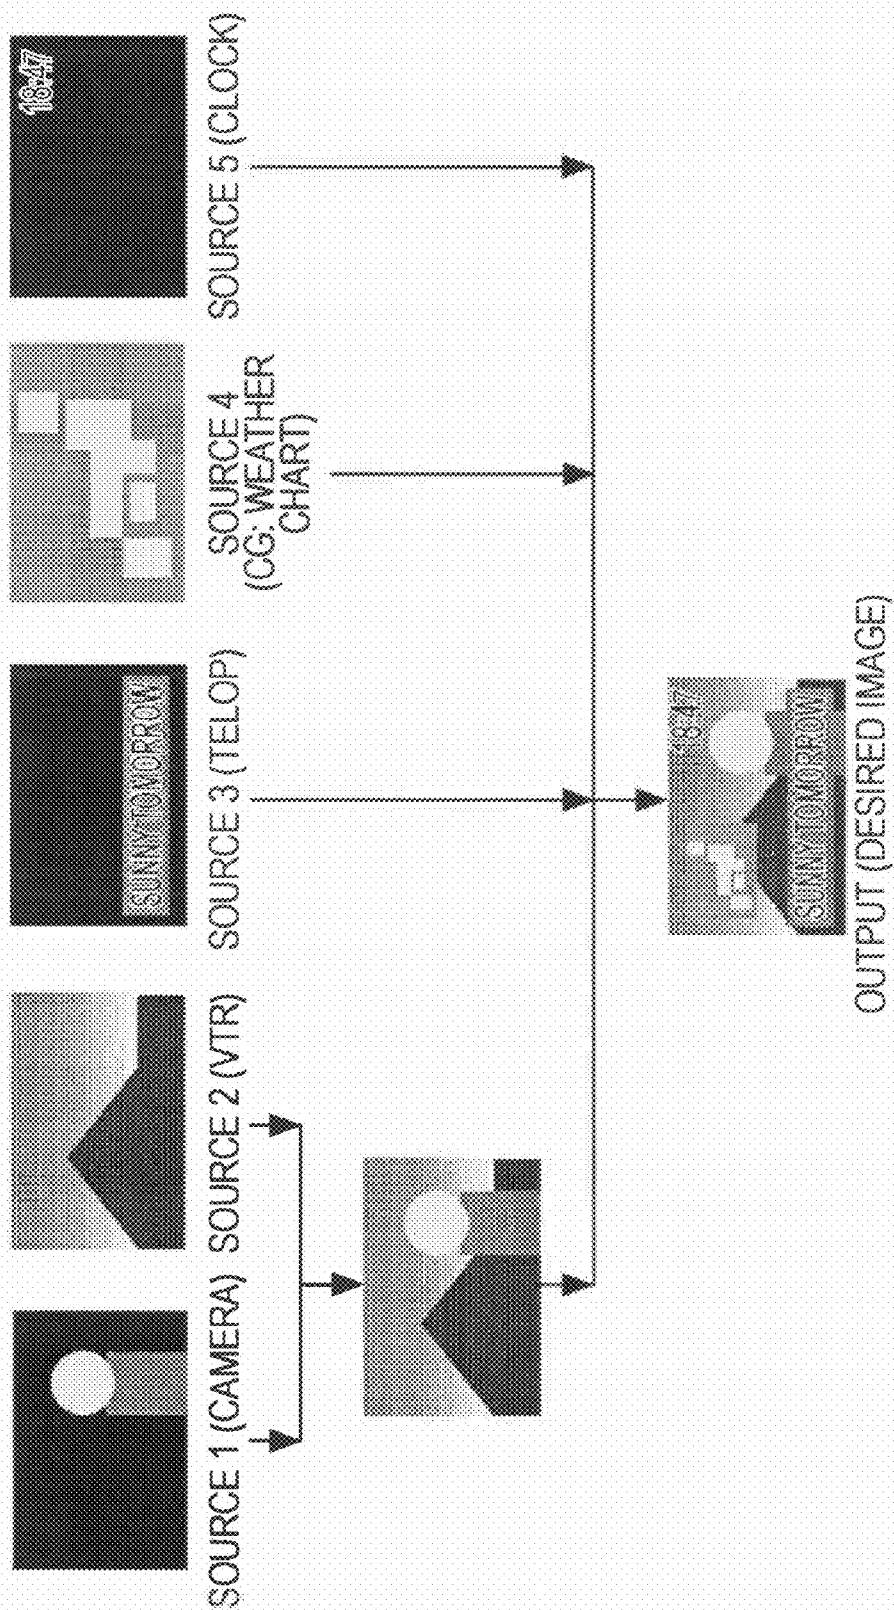 SOURCE 1 (CAMERA)
SOURCE 2 (VTR)
SUNNY TOMORROW
SOURCE 3 (TELOP)
SOURCE 4
(CG: WEATHER
CHART)
18:47
SOURCE 5 (CLOCK)
18:47
SUNNY TOMORROW
OUTPUT (DESIRED IMAGE)